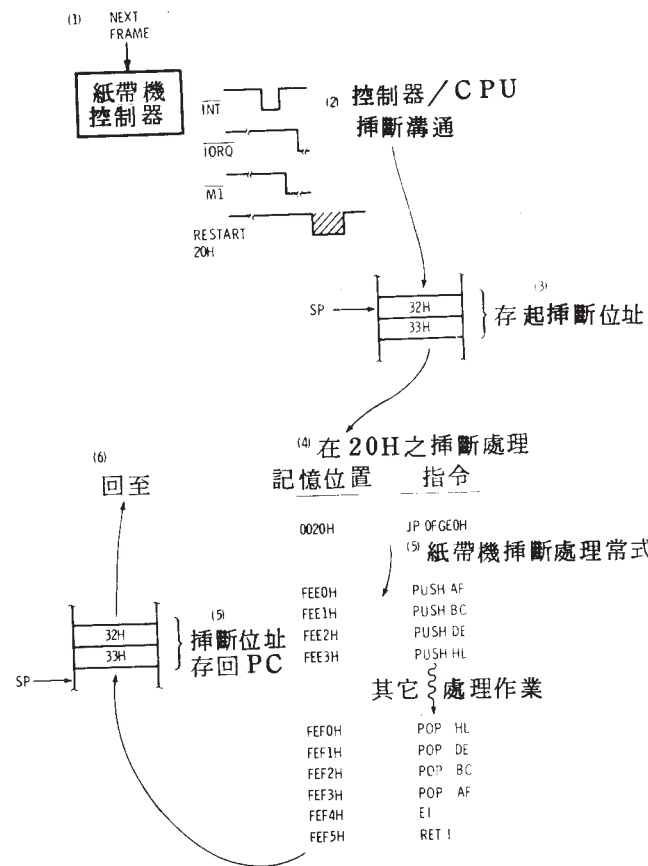 (1) NEXT
FRAME
紙帶機
控制器
INT
IORQ
M1
RESTART
20H
(2) 控制器／CPU
插斷溝通
SP
32H
33H
(3)
存起插斷位址
(4) 在20H之插斷處理
記憶位置 指令
0020H JP 0FGE0H
(5) 紙帶機插斷處理常式
FEE0H PUSH AF
FEE1H PUSH BC
FEE2H PUSH DE
FEE3H PUSH HL
其它 處理作業
FEF0H POP HL
FEF1H POP DE
FEF2H POP BC
FEF3H POP AF
FEF4H EI
FEF5H RET I
(6)
回至
32H
33H
SP
(5)
插斷位址
存回PC